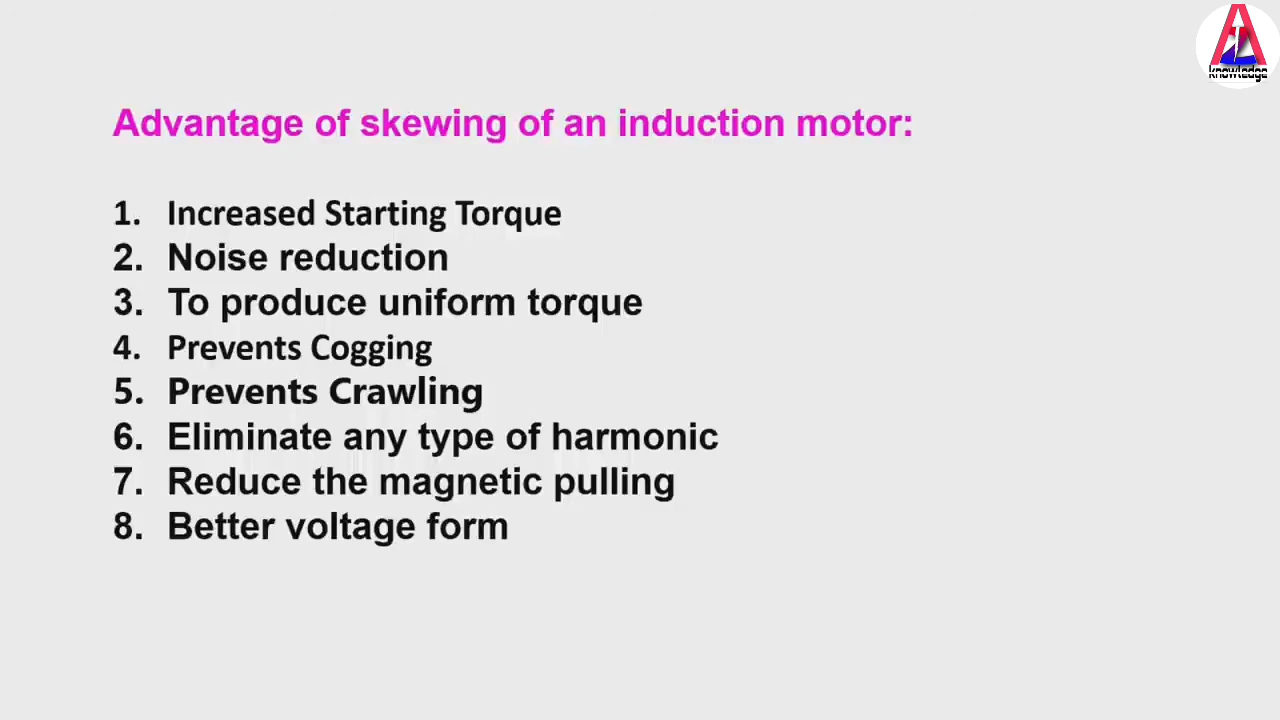 knowledge
Advantage of skewing of an induction motor:
1. Increased Starting Torque
2. Noise reduction
3. To produce uniform torque
4. Prevents Cogging
5. Prevents Crawling
6. Eliminate any type of harmonic
7. Reduce the magnetic pulling
8. Better voltage form